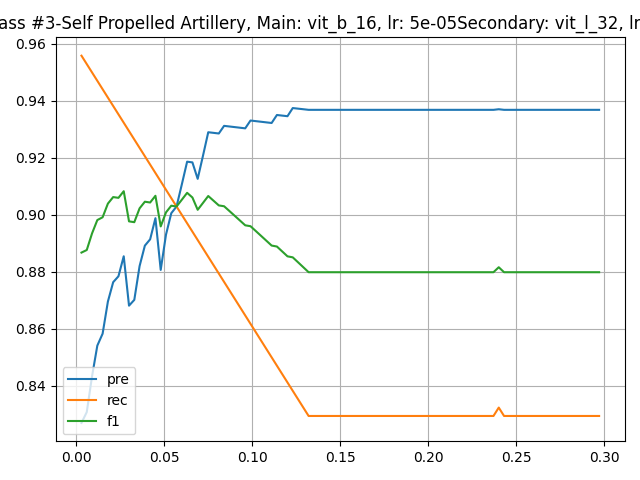 ass #3-Self Propelled Artillery, Main: vit_b_16, lr: 5e-05Secondary: vit_l_32, lr
0.96
0.94
0.92
0.90
0.88
0.86
0.84
pre
rec
f1
0.00 0.05 0.10 0.15 0.20 0.25 0.30